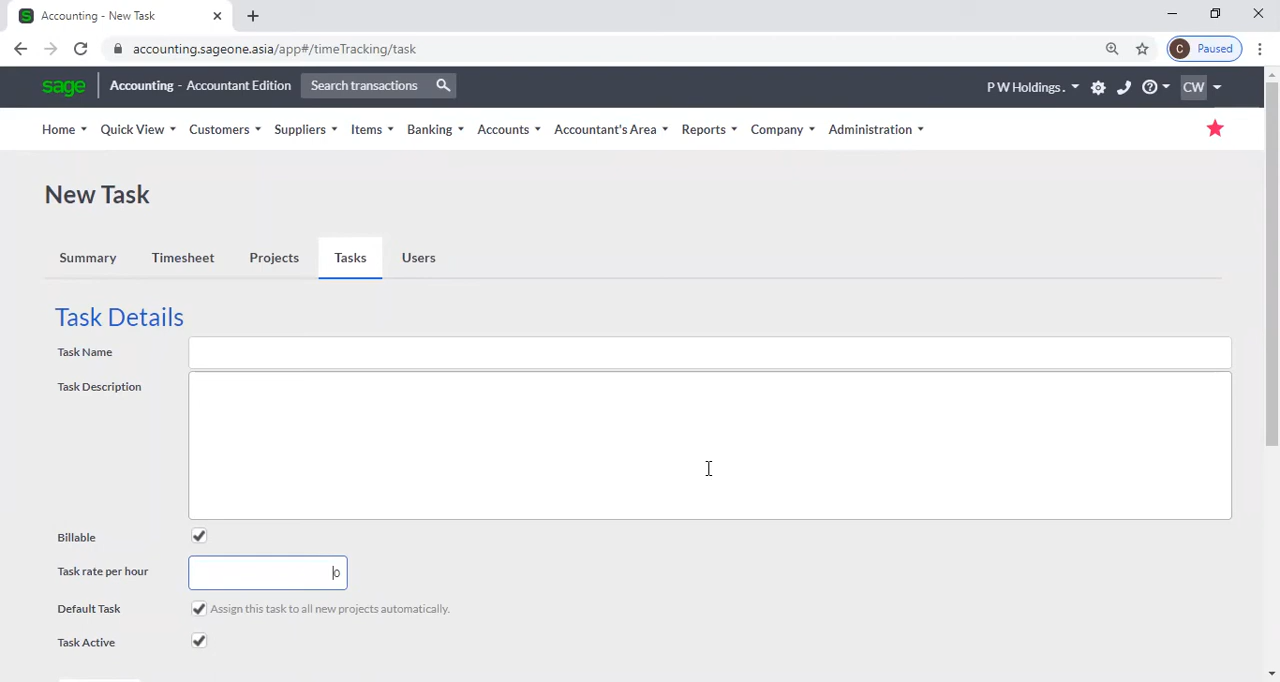 Accounting - New Task
accounting.sageone.asia/app#/timeTracking/task
C Paused
sage Accounting - Accountant Edition Search transactions P W Holdings . CW
Home Quick View Customers Suppliers Items Banking Accounts Accountant's Area Reports Company Administration
New Task
Summary Timesheet Projects Tasks Users
Task Details
Task Name
Task Description
Billable
Task rate per hour 0
Default Task Assign this task to all new projects automatically.
Task Active